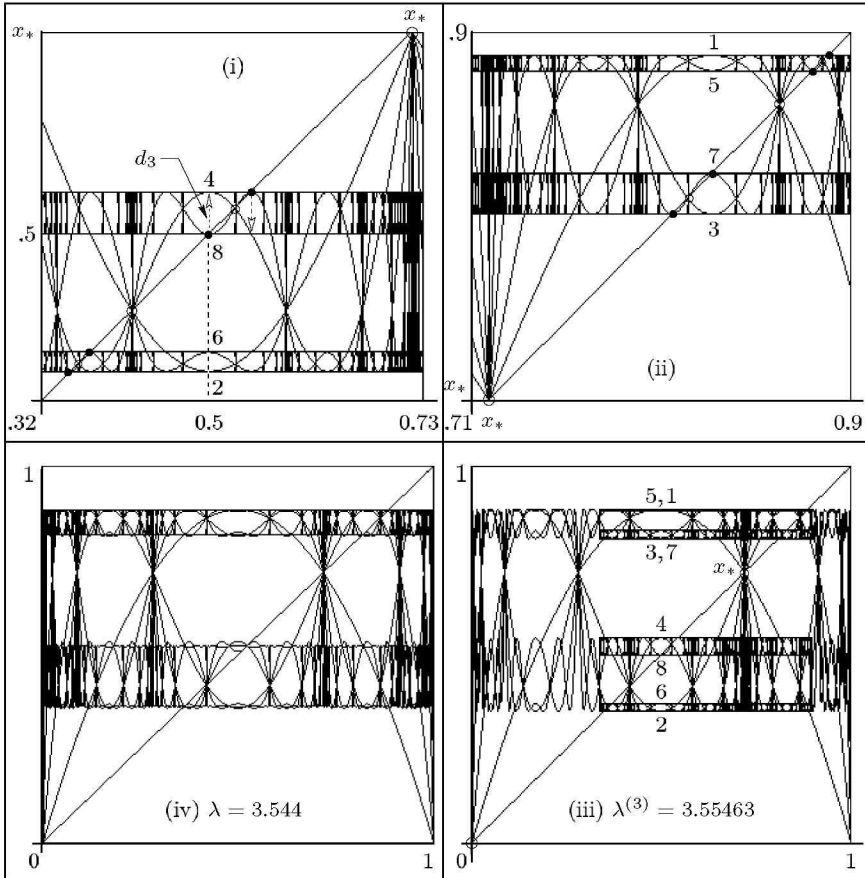 x*
x*
(i)
d₃
4
.5
8
6
2
.32
0.5
0.73
.9
1
5
7
3
(ii)
x*
.71
x*
0.9
1
(iv) λ = 3.544
0
1
1
5,1
3,7
x*
4
8
6
2
(iii) λ⁽³⁾ = 3.55463
0
1